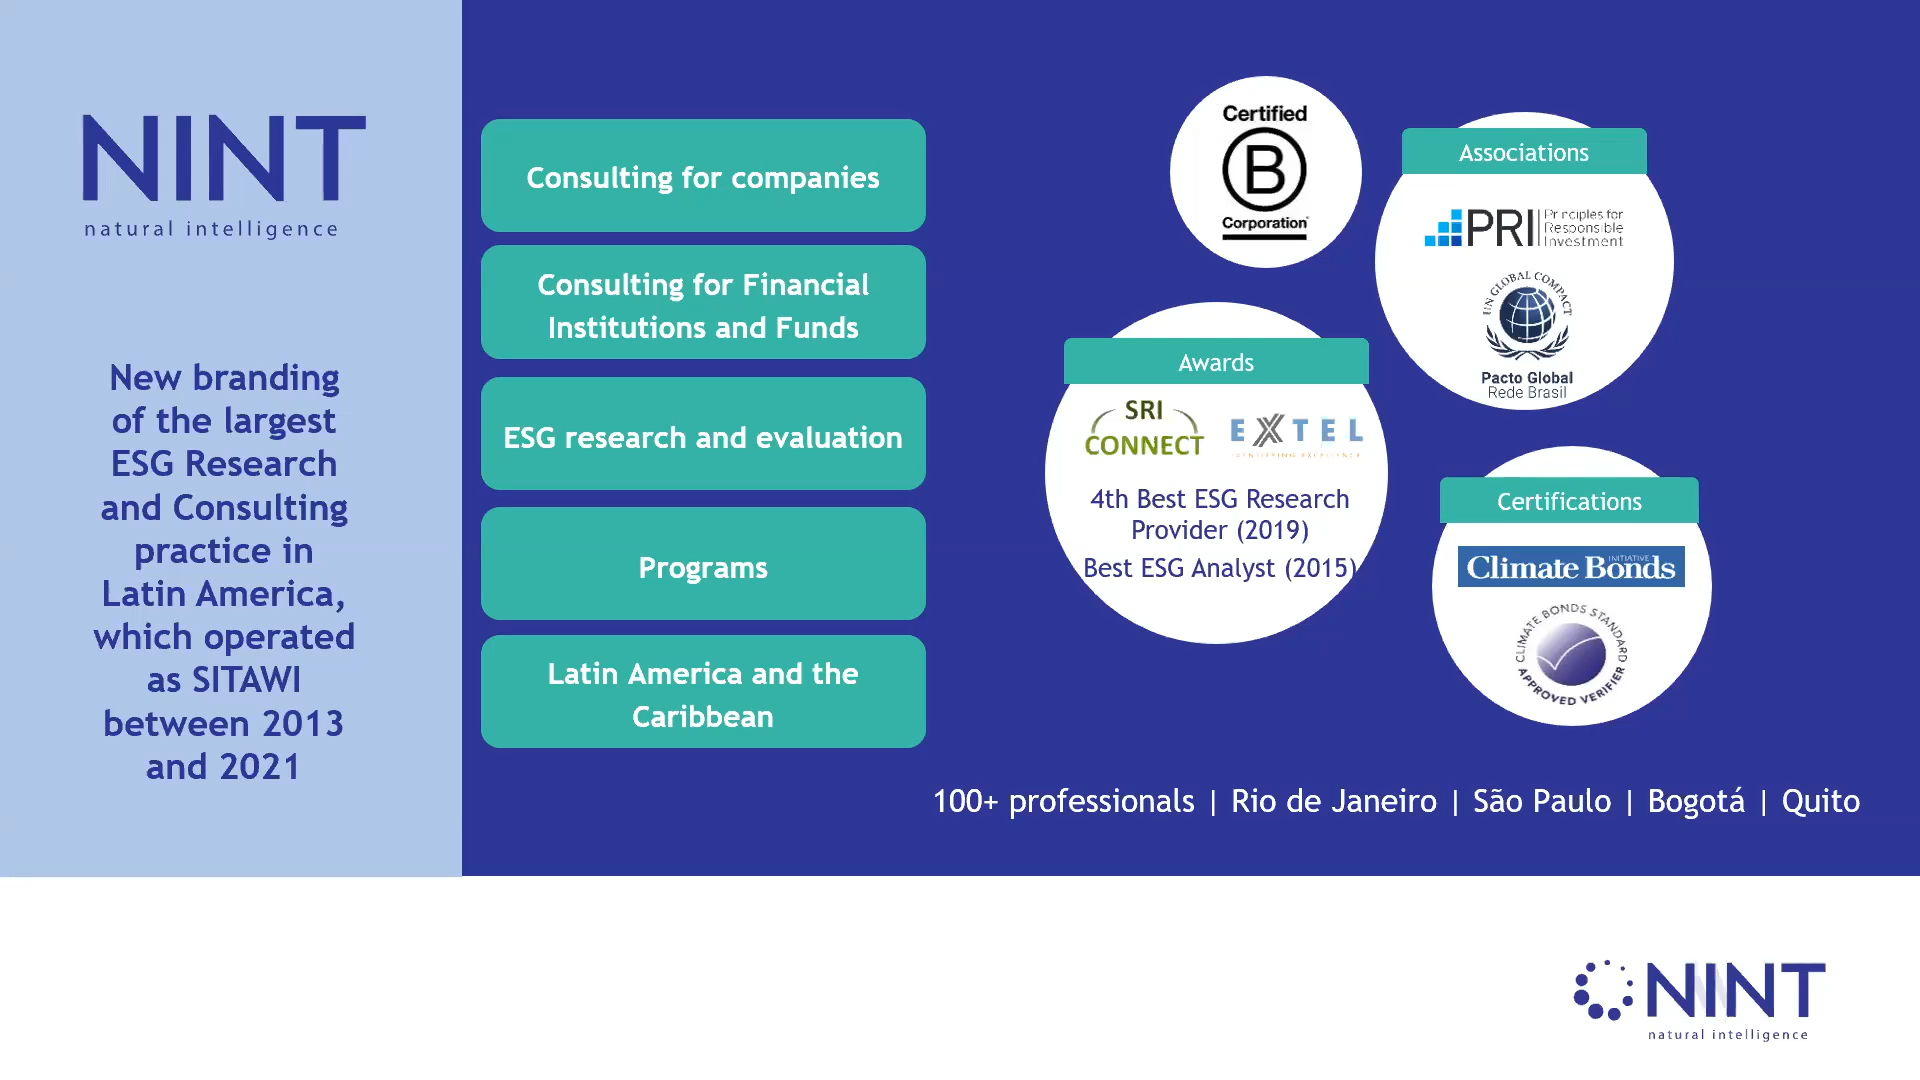 NINT
natural intelligence
New branding
of the largest
ESG Research
and Consulting
practice in
Latin America,
which operated
as SITAWI
between 2013
and 2021
Consulting for companies
Consulting for Financial
Institutions and Funds
ESG research and evaluation
Programs
Latin America and the
Caribbean
Certified
B
Corporation
Associations
PRI
Principles for
Responsible
Investment
UN GLOBAL COMPACT
Pacto Global
Rede Brasil
Awards
SRI
CONNECT
EXTEL
IDENTIFYING EXCELLENCE
4th Best ESG Research
Provider (2019)
Best ESG Analyst (2015)
Certifications
Climate Bonds
INITIATIVE
CLIMATE BONDS STANDARD
APPROVED VERIFIER
100+ professionals | Rio de Janeiro | São Paulo | Bogotá | Quito
NINT
natural intelligence